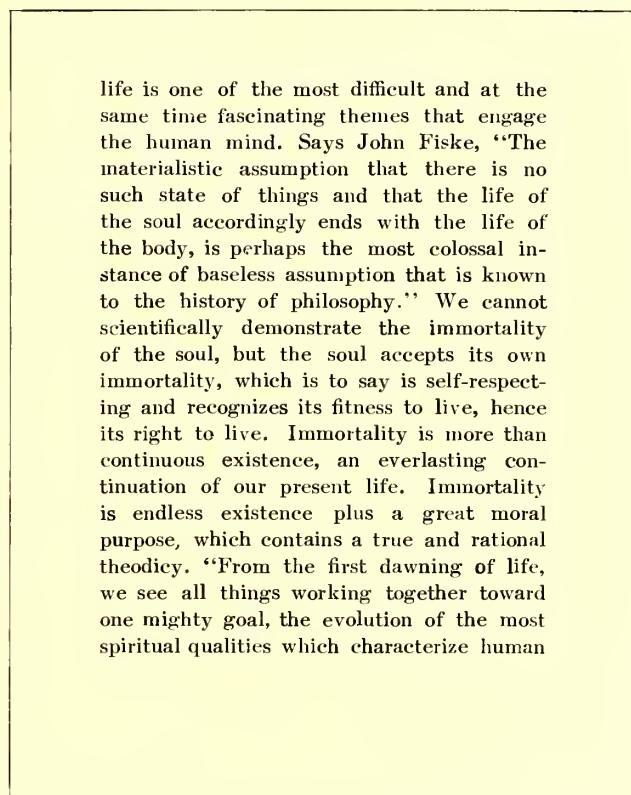 life is one of the most difficult and at the
same time fascinating themes that engage
the human mind. Says John Fiske, “The
materialistic assumption that there is no
such state of things and that the life of
the soul accordingly ends with the life of
the body, is perhaps the most colossal in-
stance of baseless assumption that is known
to the history of philosophy.” We cannot
scientifically demonstrate the immortality
of the soul, but the soul accepts its own
immortality, which is to say is self-respect-
ing and recognizes its fitness to live, hence
its right to live. Immortality is more than
continuous existence, an everlasting con-
tinuation of our present life. Immortality
is endless existence plus a great moral
purpose, which contains a true and rational
theodicy. “From the first dawning of life,
we see all things working together toward
one mighty goal, the evolution of the most
spiritual qualities which characterize human